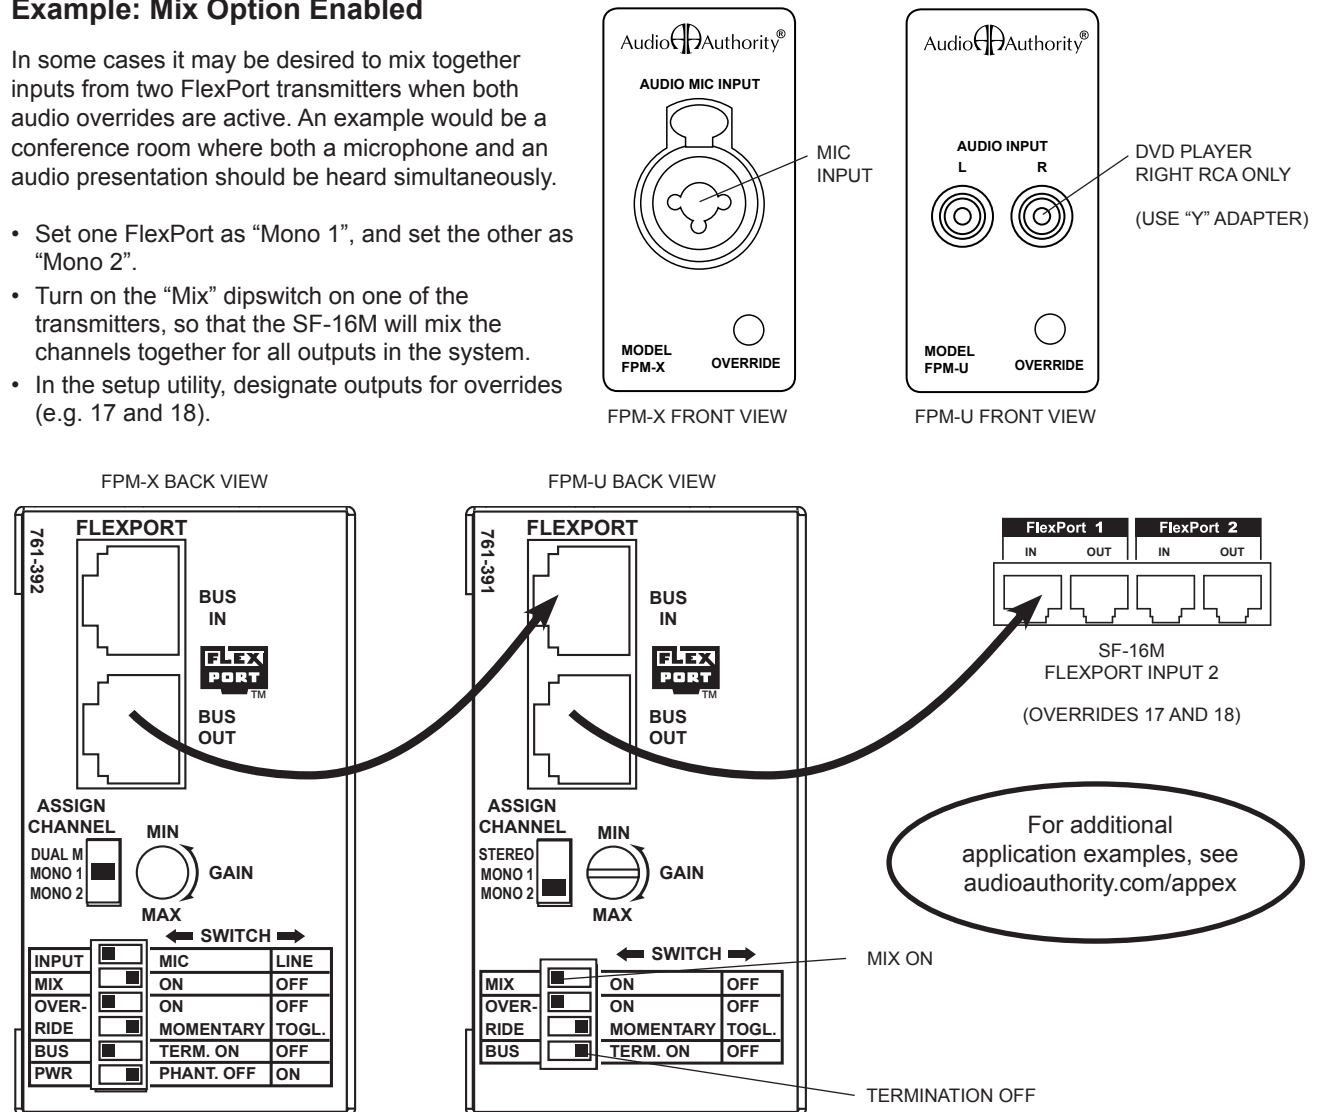 Example: Mix Option Enabled
In some cases it may be desired to mix together
inputs from two FlexPort transmitters when both
audio overrides are active. An example would be a
conference room where both a microphone and an
audio presentation should be heard simultaneously.
• Set one FlexPort as “Mono 1”, and set the other as
“Mono 2”.
• Turn on the “Mix” dipswitch on one of the
transmitters, so that the SF-16M will mix the
channels together for all outputs in the system.
• In the setup utility, designate outputs for overrides
(e.g. 17 and 18).
Audio Authority®
AUDIO MIC INPUT
MIC
INPUT
MODEL
FPM-X
OVERRIDE
FPM-X FRONT VIEW
Audio Authority®
AUDIO INPUT
L R
DVD PLAYER
RIGHT RCA ONLY
(USE “Y” ADAPTER)
MODEL
FPM-U
OVERRIDE
FPM-U FRONT VIEW
FPM-X BACK VIEW
761-392
FLEXPORT
BUS
IN
FLEX
PORT
TM
BUS
OUT
ASSIGN
CHANNEL
DUAL M
MONO 1
MONO 2
MIN
GAIN
MAX
SWITCH
INPUT MIC LINE
MIX ON OFF
OVER- ON OFF
RIDE MOMENTARY TOGL.
BUS TERM. ON OFF
PWR PHANT. OFF ON
FPM-U BACK VIEW
761-391
FLEXPORT
BUS
IN
FLEX
PORT
TM
BUS
OUT
ASSIGN
CHANNEL
STEREO
MONO 1
MONO 2
MIN
GAIN
MAX
SWITCH
MIX ON OFF
OVER- ON OFF
RIDE MOMENTARY TOGL.
BUS TERM. ON OFF
MIX ON
TERMINATION OFF
FlexPort 1 FlexPort 2
IN OUT IN OUT
SF-16M
FLEXPORT INPUT 2
(OVERRIDES 17 AND 18)
For additional
application examples, see
audioauthority.com/appex